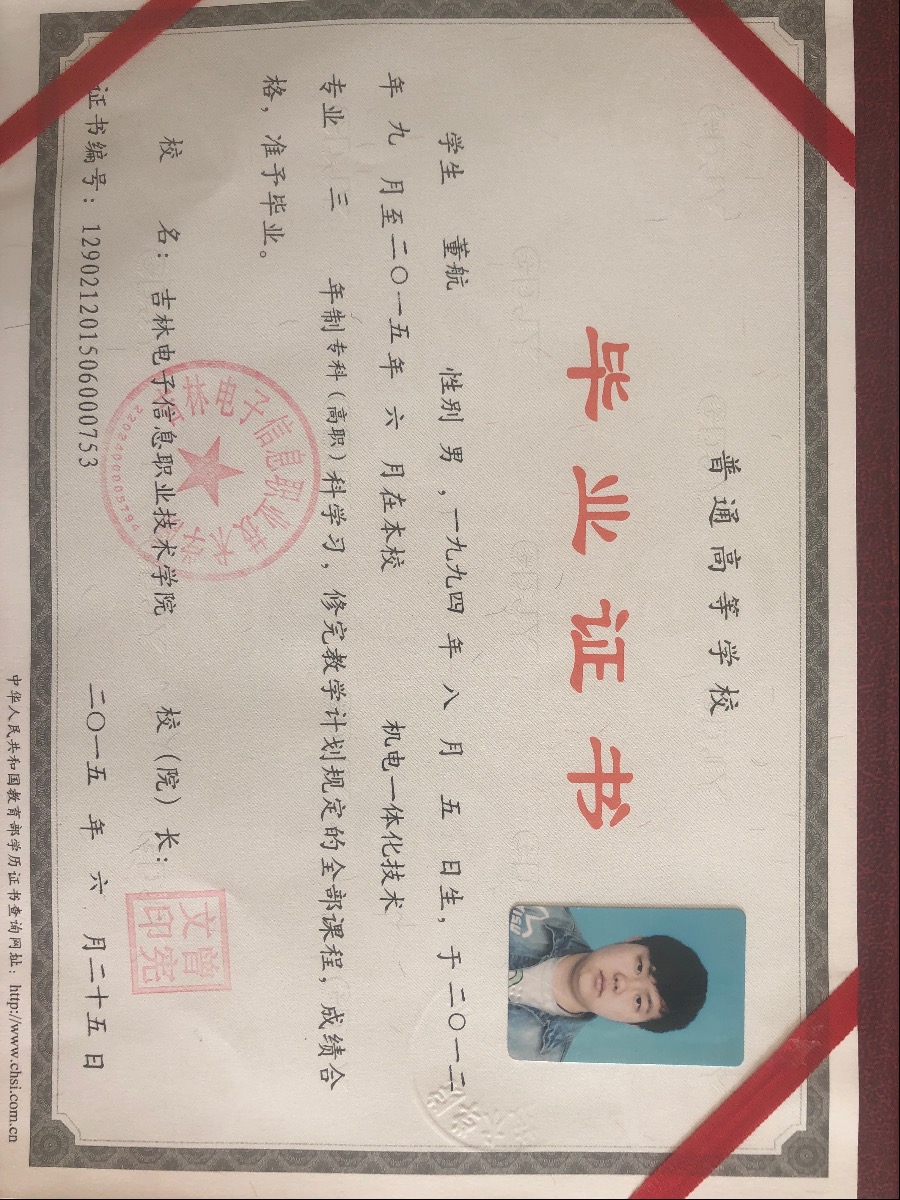 普通高等学校
毕业证书
学生 董航 性别 男 ，一九九四 年 八 月 五 日生，于 二〇一二
年 九 月至二〇一五年 六 月在本校 机电一体化技术
专业 三 年制专科（高职）科学习，修完教学计划规定的全部课程，成绩合
格，准予毕业。
校 名：吉林电子信息职业技术学院 校（院）长：
曾宪文印
证书编号：129021201506000753 二〇一五 年 六 月二十五日
中华人民共和国教育部学历证书查询网址：http://www.chsi.com.cn